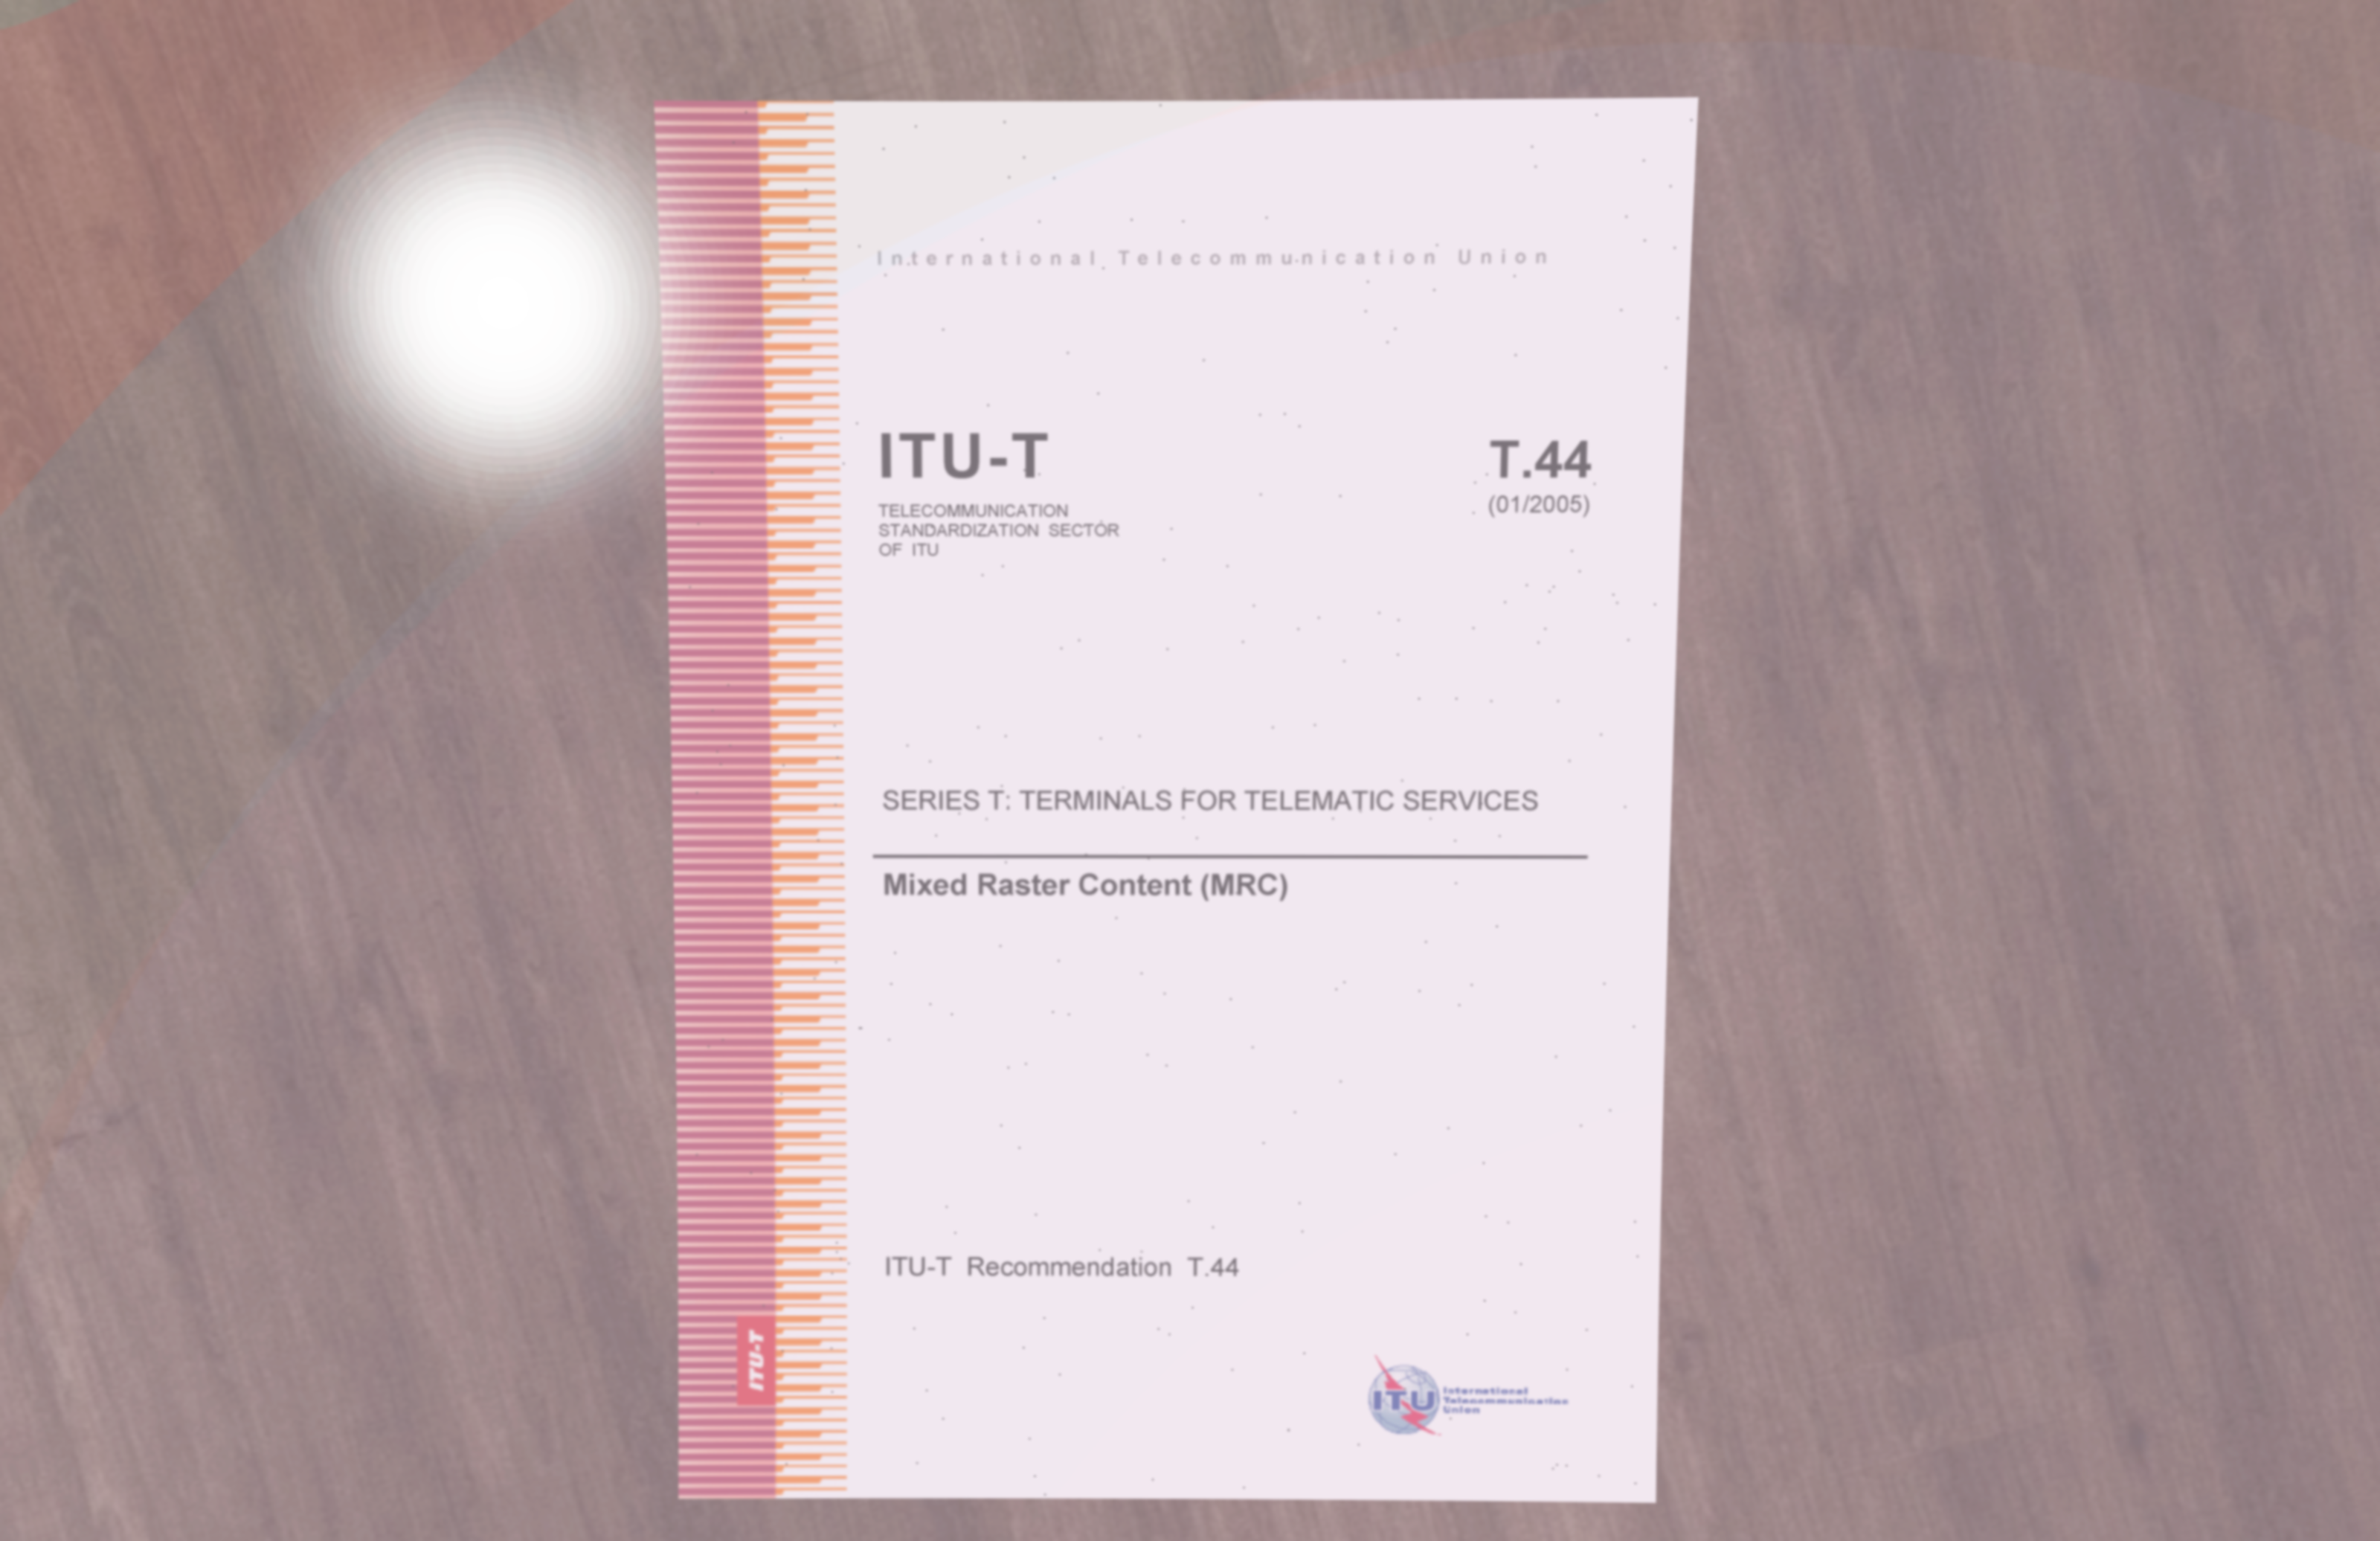 International Telecommunication Union
ITU-T
T.44
TELECOMMUNICATION
STANDARDIZATION SECTOR
OF ITU
(01/2005)
SERIES T: TERMINALS FOR TELEMATIC SERVICES
Mixed Raster Content (MRC)
ITU-T Recommendation T.44
ITU-T
ITU
International
Telecommunication
Union